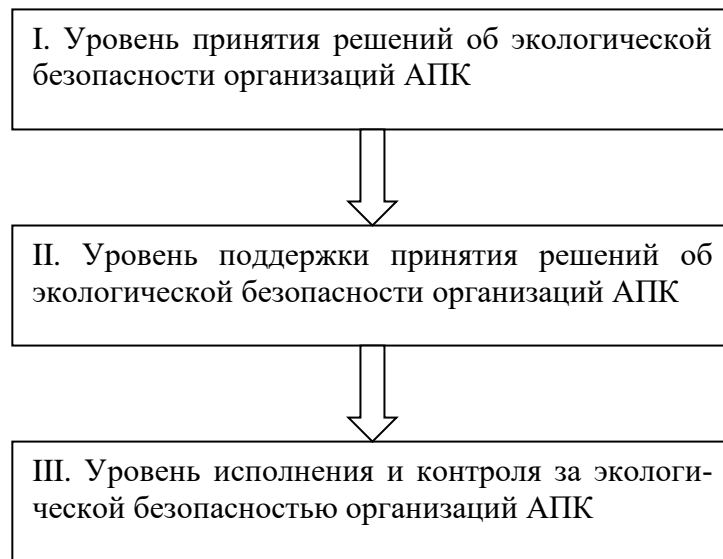 I. Уровень принятия решений об экологической
безопасности организаций АПК
II. Уровень поддержки принятия решений об
экологической безопасности организаций АПК
III. Уровень исполнения и контроля за экологи-
ческой безопасностью организаций АПК